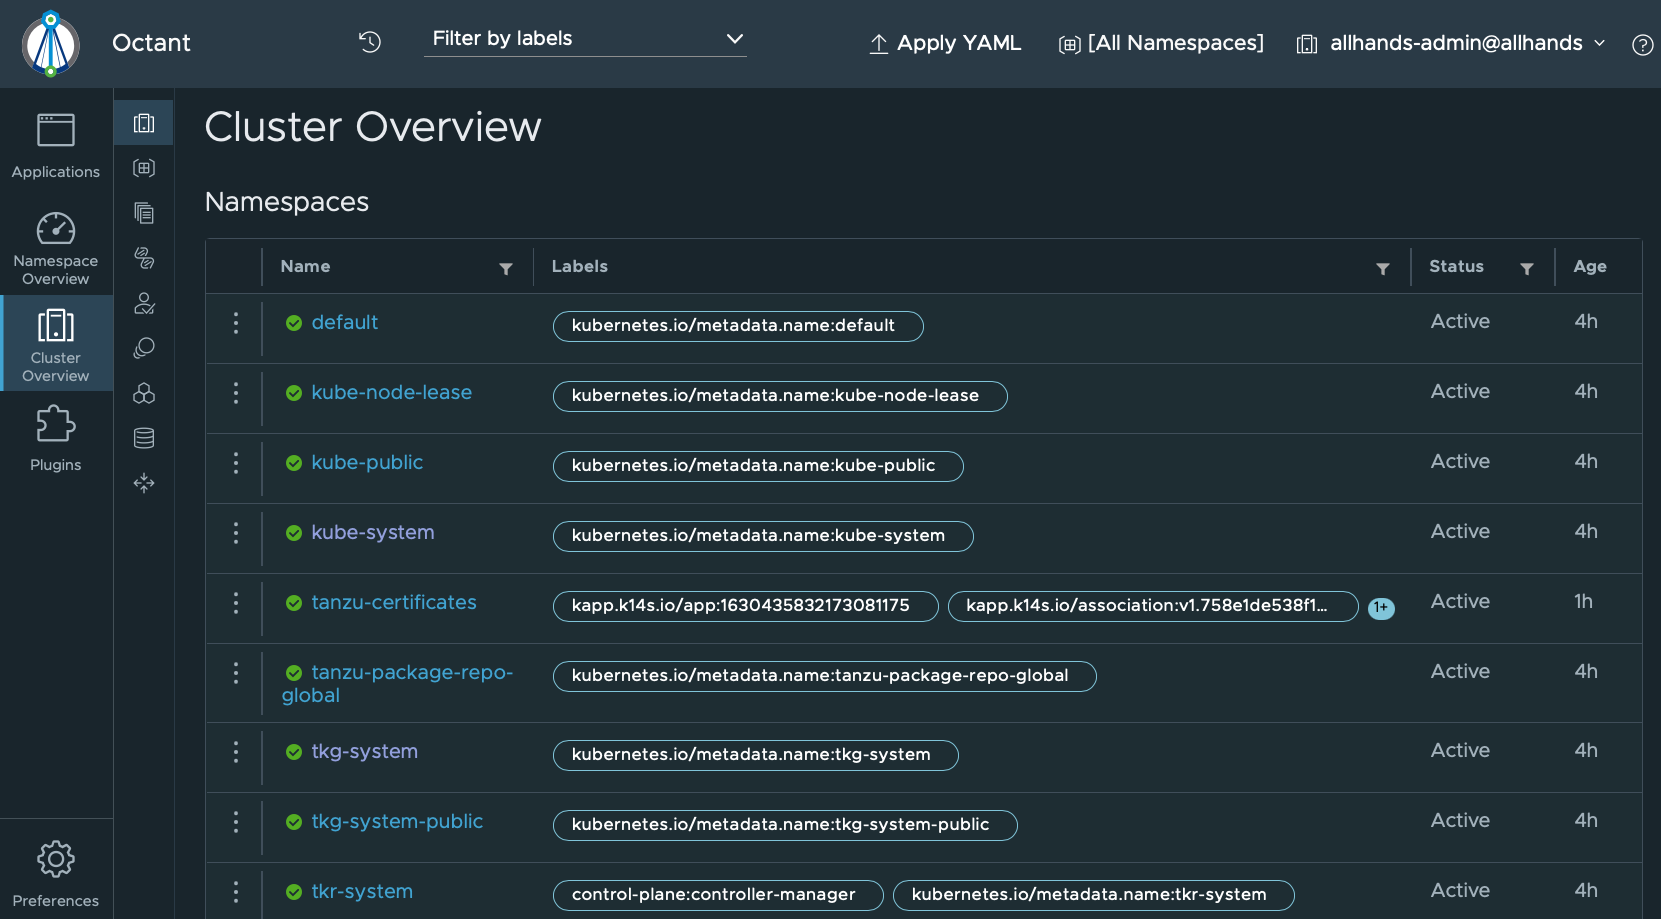 Octant
Filter by labels
Apply YAML
[All Namespaces]
allhands-admin@allhands
?
Applications
Namespace
Overview
Cluster
Overview
Plugins
Preferences
Cluster Overview
Namespaces
Name Labels Status Age
default kubernetes.io/metadata.name:default Active 4h
kube-node-lease kubernetes.io/metadata.name:kube-node-lease Active 4h
kube-public kubernetes.io/metadata.name:kube-public Active 4h
kube-system kubernetes.io/metadata.name:kube-system Active 4h
tanzu-certificates kapp.k14s.io/app:1630435832173081175 kapp.k14s.io/association:v1.758e1de538f1... 1+ Active 1h
tanzu-package-repo- kubernetes.io/metadata.name:tanzu-package-repo-global Active 4h
global
tkg-system kubernetes.io/metadata.name:tkg-system Active 4h
tkg-system-public kubernetes.io/metadata.name:tkg-system-public Active 4h
tkr-system control-plane:controller-manager kubernetes.io/metadata.name:tkr-system Active 4h